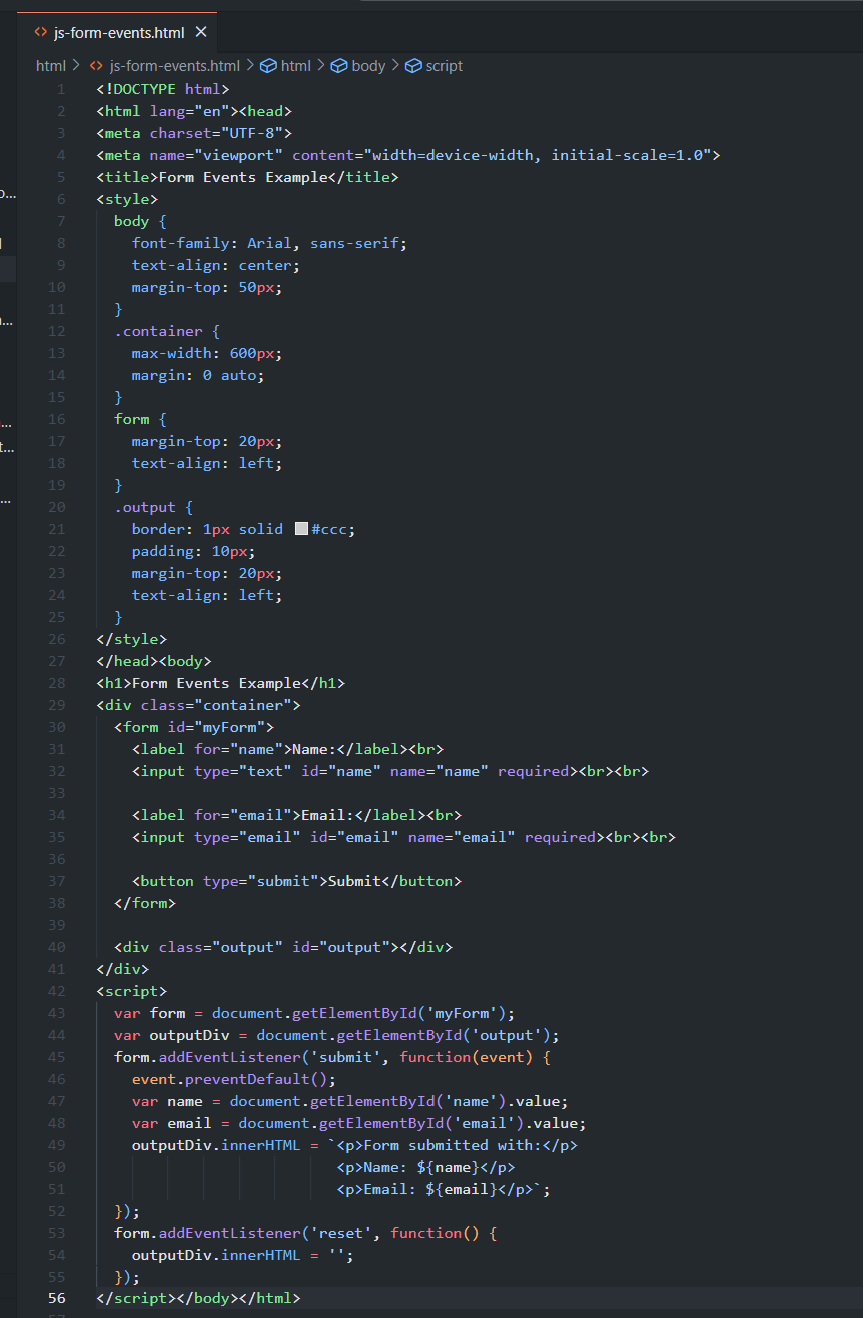 js-form-events.html ×
html > js-form-events.html > html > body > script
1 <!DOCTYPE html>
2 <html lang="en"><head>
3 <meta charset="UTF-8">
4 <meta name="viewport" content="width=device-width, initial-scale=1.0">
5 <title>Form Events Example</title>
6 <style>
7   body {
8     font-family: Arial, sans-serif;
9     text-align: center;
10     margin-top: 50px;
11   }
12   .container {
13     max-width: 600px;
14     margin: 0 auto;
15   }
16   form {
17     margin-top: 20px;
18     text-align: left;
19   }
20   .output {
21     border: 1px solid #ccc;
22     padding: 10px;
23     margin-top: 20px;
24     text-align: left;
25   }
26 </style>
27 </head><body>
28 <h1>Form Events Example</h1>
29 <div class="container">
30   <form id="myForm">
31     <label for="name">Name:</label><br>
32     <input type="text" id="name" name="name" required><br><br>
33
34     <label for="email">Email:</label><br>
35     <input type="email" id="email" name="email" required><br><br>
36
37     <button type="submit">Submit</button>
38   </form>
39
40   <div class="output" id="output"></div>
41 </div>
42 <script>
43   var form = document.getElementById('myForm');
44   var outputDiv = document.getElementById('output');
45   form.addEventListener('submit', function(event) {
46     event.preventDefault();
47     var name = document.getElementById('name').value;
48     var email = document.getElementById('email').value;
49     outputDiv.innerHTML = `<p>Form submitted with:</p>
50                            <p>Name: ${name}</p>
51                            <p>Email: ${email}</p>`;
52   });
53   form.addEventListener('reset', function() {
54     outputDiv.innerHTML = '';
55   });
56 </script></body></html>